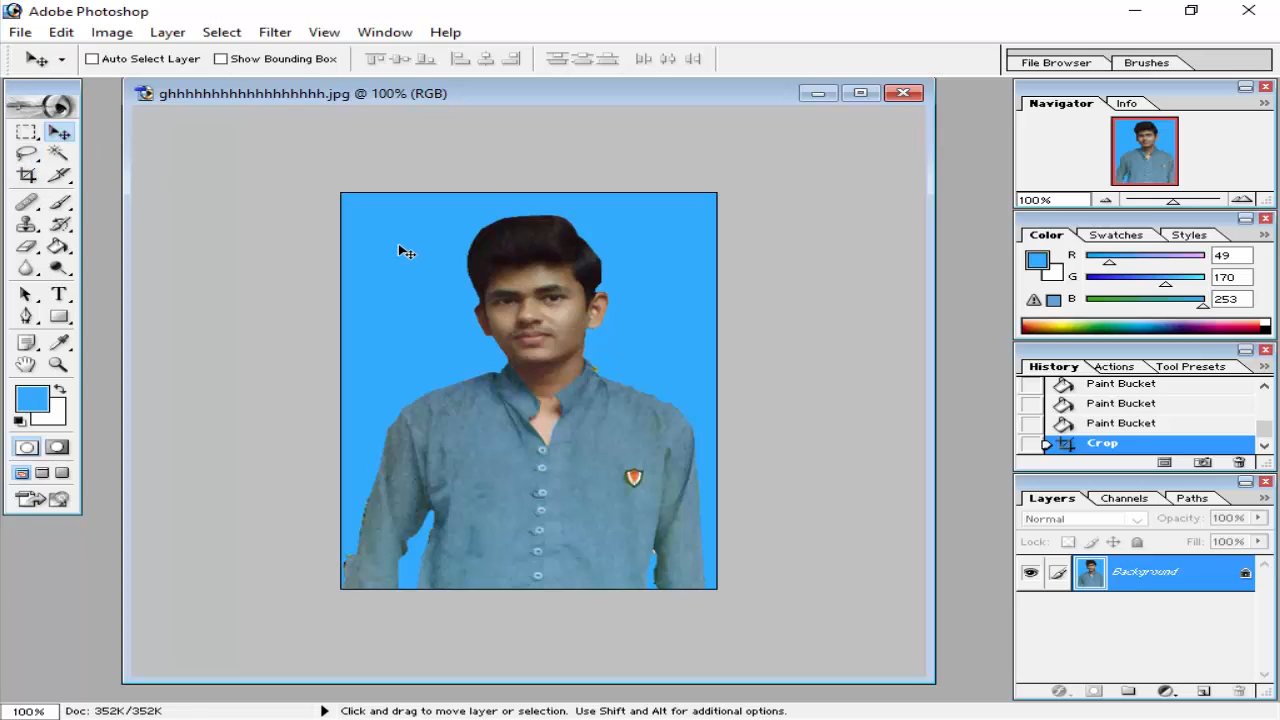 Adobe Photoshop
File Edit Image Layer Select Filter View Window Help
Auto Select Layer Show Bounding Box
File Browser Brushes
ghhhhhhhhhhhhhhhhhh.jpg @ 100% (RGB)
Navigator Info
100%
Color Swatches Styles
R 49
G 170
B 253
History Actions Tool Presets
Paint Bucket
Paint Bucket
Paint Bucket
Crop
Layers Channels Paths
Normal Opacity: 100%
Lock: Fill: 100%
Background
100% Doc: 352K/352K Click and drag to move layer or selection. Use Shift and Alt for additional options.